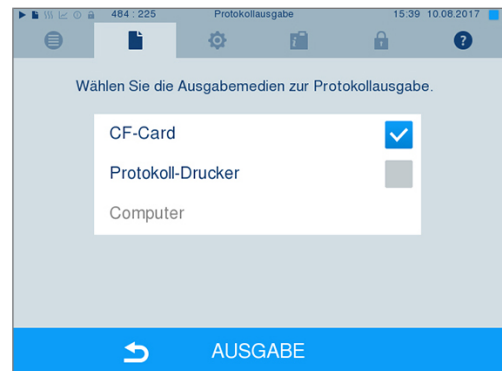 484 : 225 Protokollausgabe 15:39 10.08.2017
?
Wählen Sie die Ausgabemedien zur Protokollausgabe.
CF-Card
Protokoll-Drucker
Computer
AUSGABE